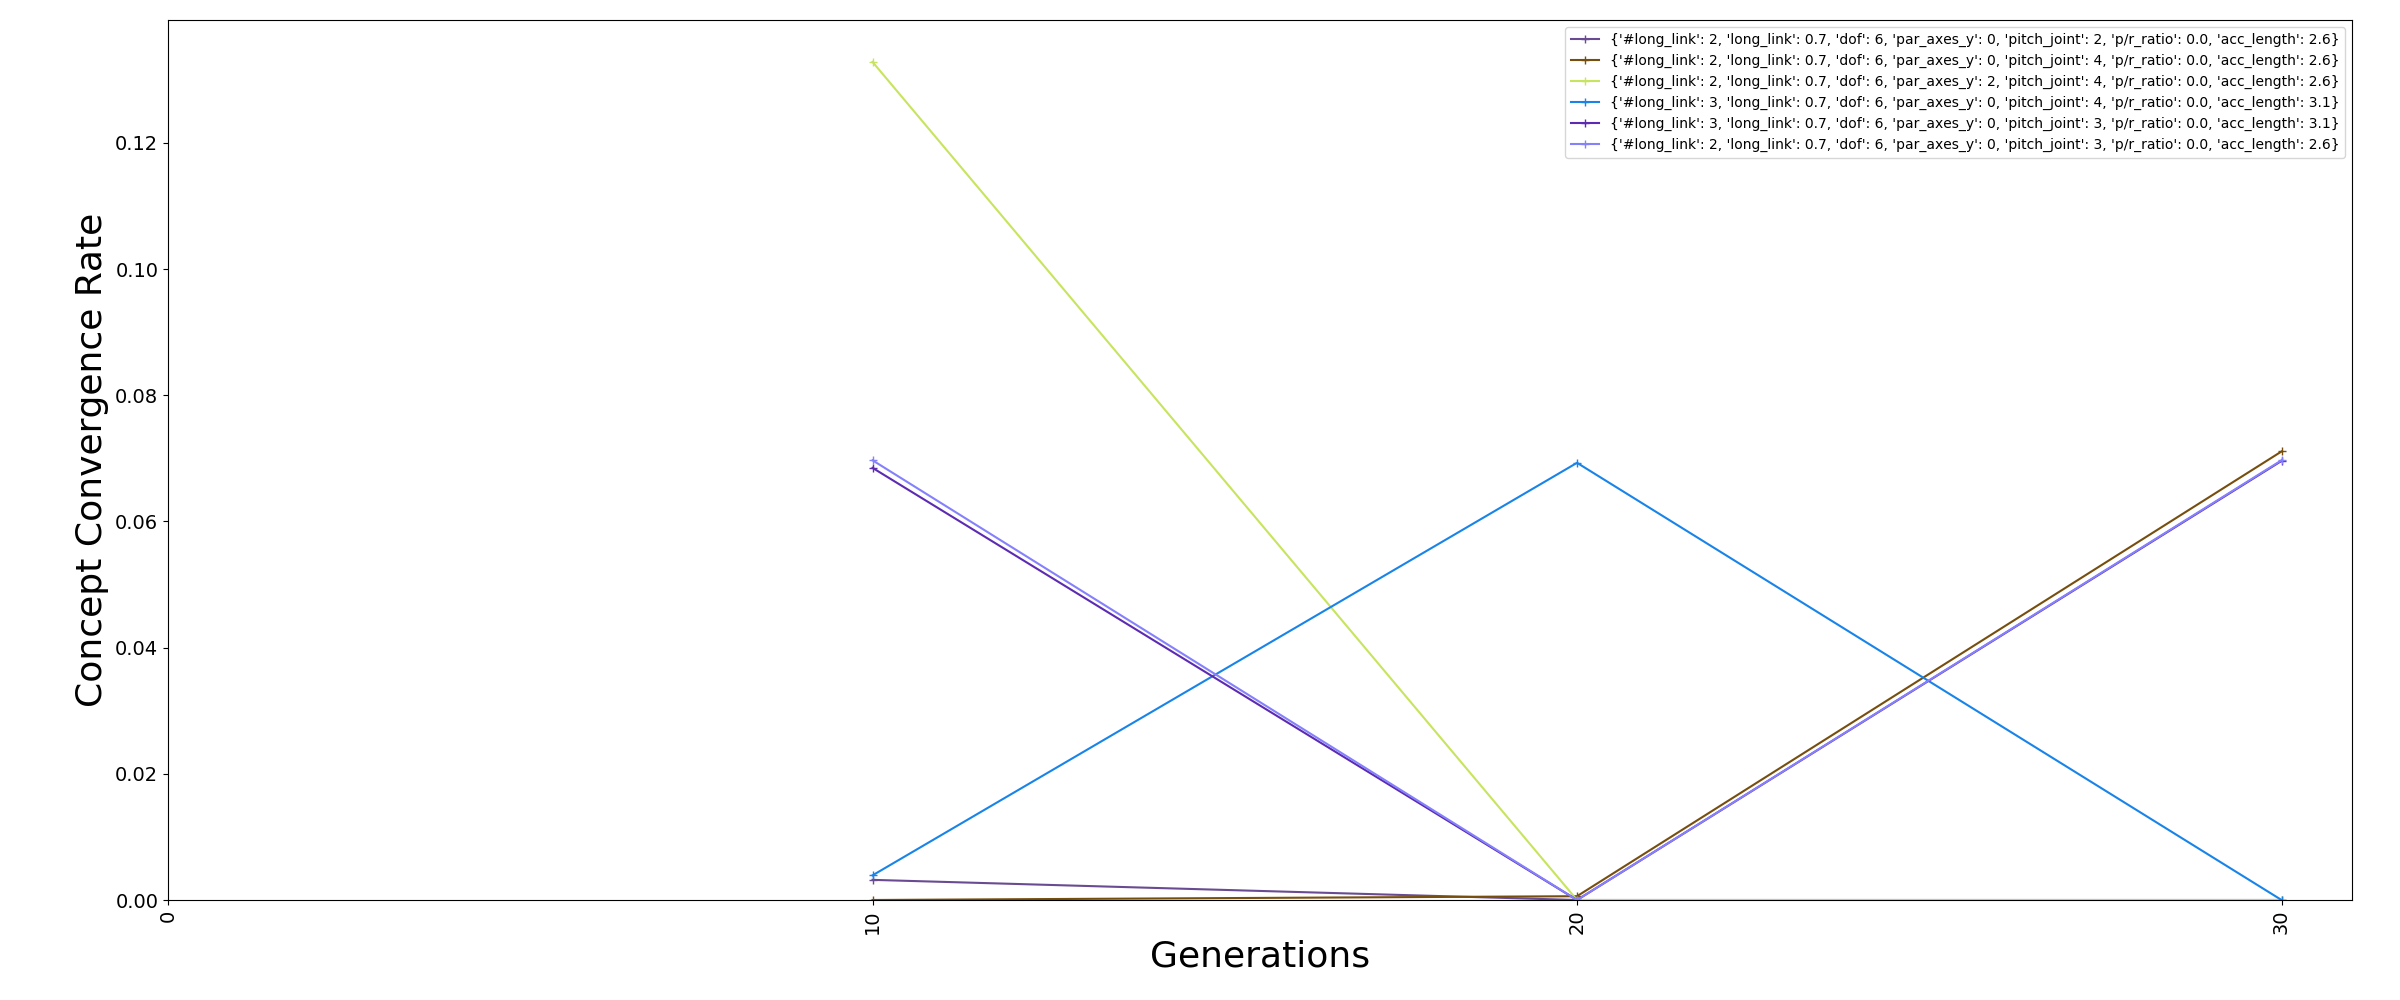 {'#long_link': 2, 'long_link': 0.7, 'dof': 6, 'par_axes_y': 0, 'pitch_joint': 2, 'p/r_ratio': 0.0, 'acc_length': 2.6}
{'#long_link': 2, 'long_link': 0.7, 'dof': 6, 'par_axes_y': 0, 'pitch_joint': 4, 'p/r_ratio': 0.0, 'acc_length': 2.6}
{'#long_link': 2, 'long_link': 0.7, 'dof': 6, 'par_axes_y': 2, 'pitch_joint': 4, 'p/r_ratio': 0.0, 'acc_length': 2.6}
{'#long_link': 3, 'long_link': 0.7, 'dof': 6, 'par_axes_y': 0, 'pitch_joint': 4, 'p/r_ratio': 0.0, 'acc_length': 3.1}
{'#long_link': 3, 'long_link': 0.7, 'dof': 6, 'par_axes_y': 0, 'pitch_joint': 3, 'p/r_ratio': 0.0, 'acc_length': 3.1}
{'#long_link': 2, 'long_link': 0.7, 'dof': 6, 'par_axes_y': 0, 'pitch_joint': 3, 'p/r_ratio': 0.0, 'acc_length': 2.6}
Concept Convergence Rate
0.12
0.10
0.08
0.06
0.04
0.02
0.00
0
10
20
30
Generations